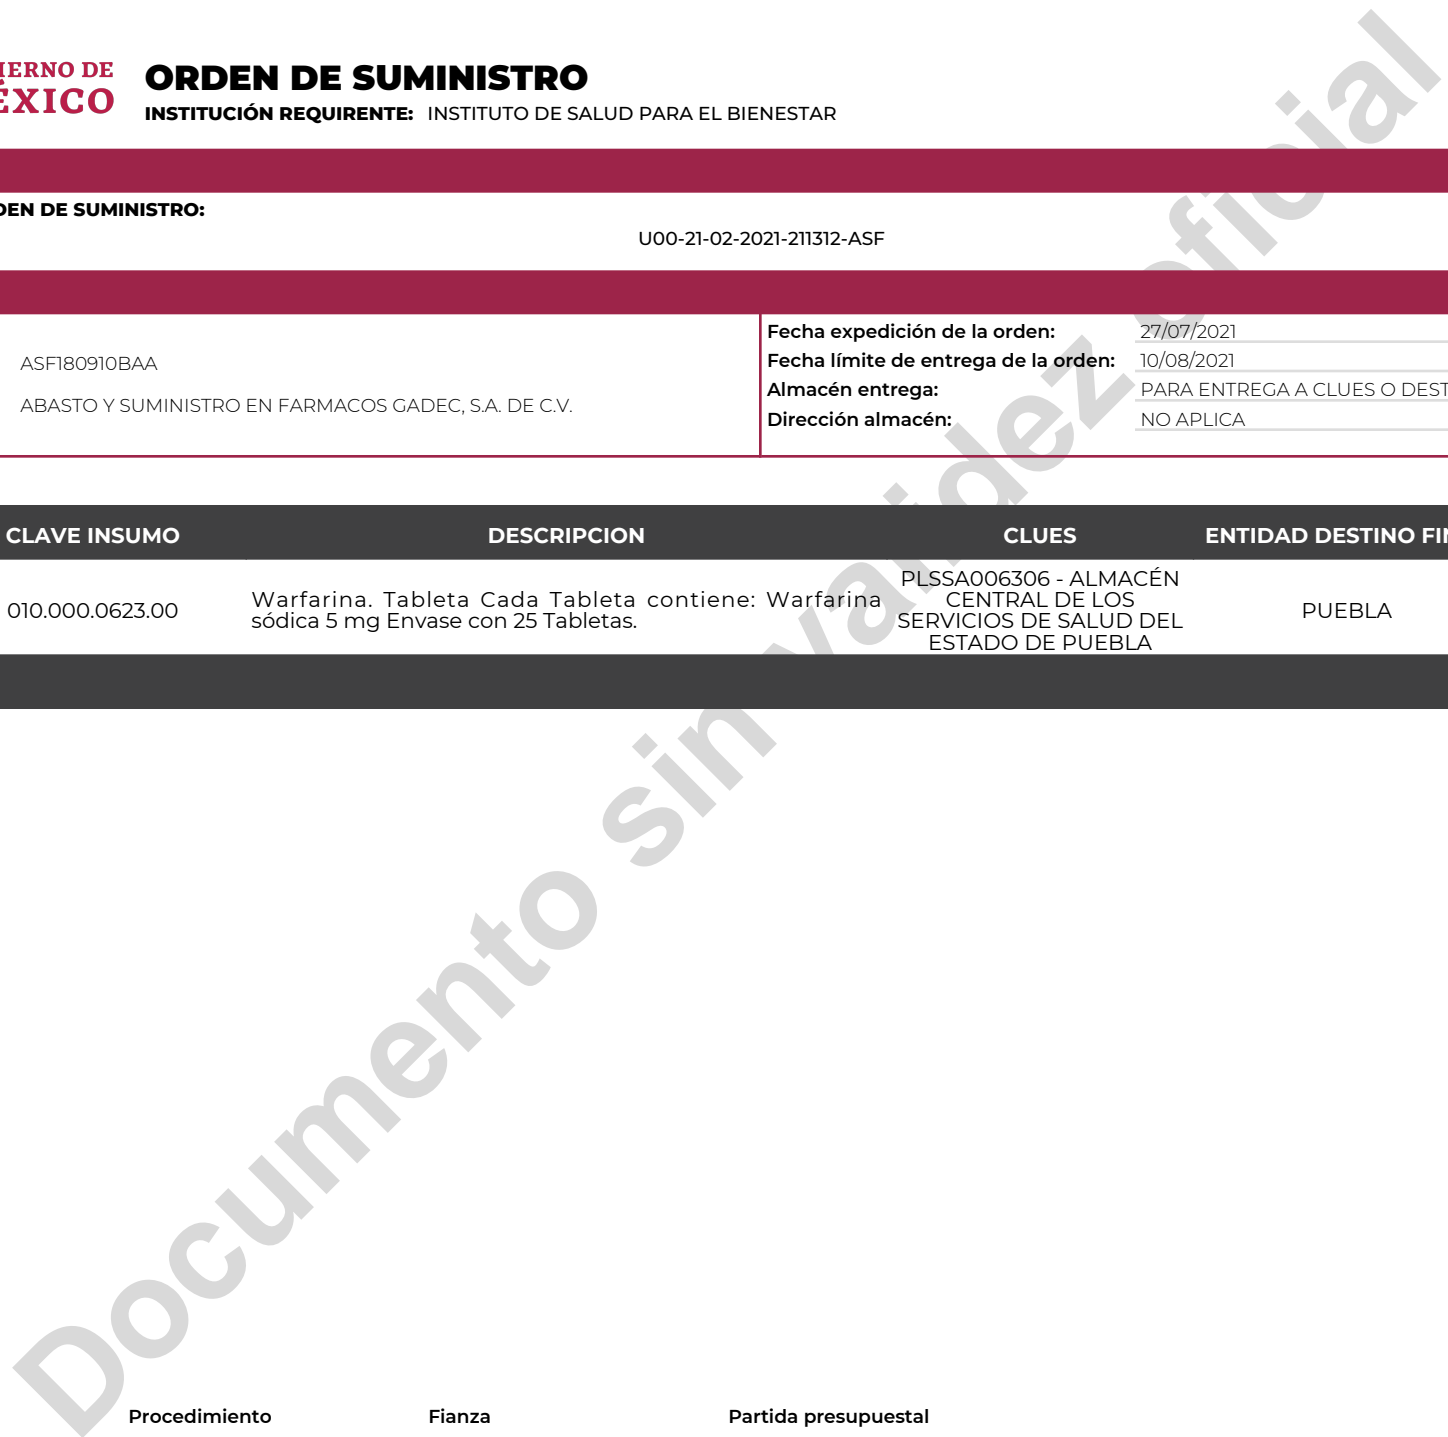 IERNO DE
ÉXICO
ORDEN DE SUMINISTRO
INSTITUCIÓN REQUIRENTE: INSTITUTO DE SALUD PARA EL BIENESTAR
DEN DE SUMINISTRO:
U00-21-02-2021-211312-ASF
ASF180910BAA
ABASTO Y SUMINISTRO EN FARMACOS GADEC, S.A. DE C.V.
Fecha expedición de la orden: 27/07/2021
Fecha límite de entrega de la orden: 10/08/2021
Almacén entrega: PARA ENTREGA A CLUES O DEST
Dirección almacén: NO APLICA
CLAVE INSUMO DESCRIPCION CLUES ENTIDAD DESTINO FIN
010.000.0623.00
Warfarina. Tableta Cada Tableta contiene: Warfarina
sódica 5 mg Envase con 25 Tabletas.
PLSSA006306 - ALMACÉN
CENTRAL DE LOS
SERVICIOS DE SALUD DEL
ESTADO DE PUEBLA
PUEBLA
Documento sin validez oficial
Procedimiento Fianza Partida presupuestal